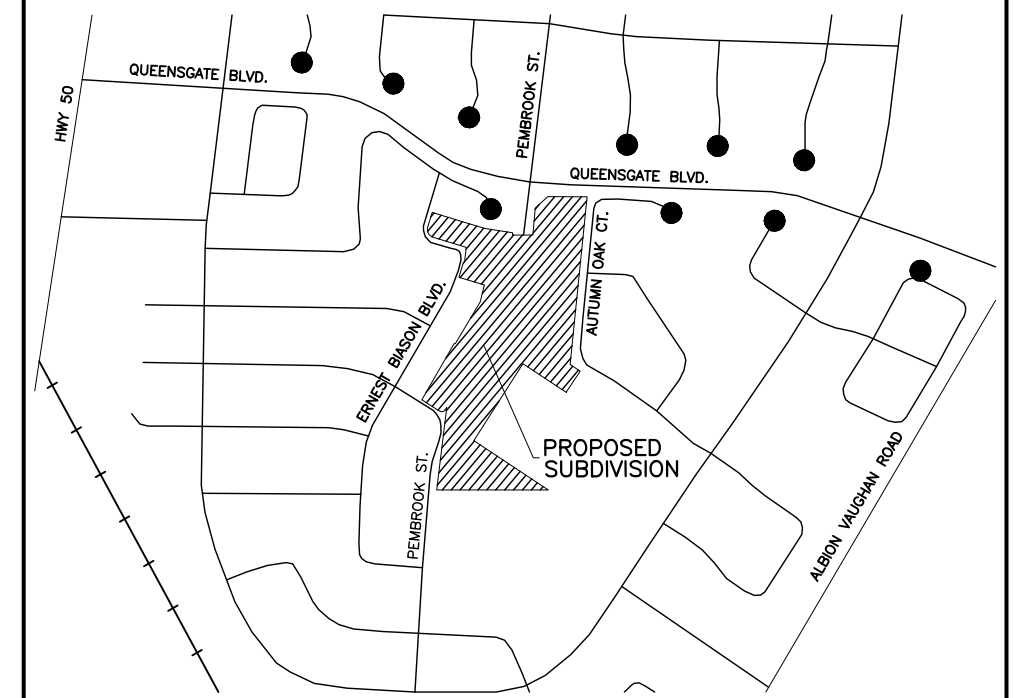 QUEENSGATE BLVD.
HWY 50
PEMBROOK ST.
QUEENSGATE BLVD.
AUTUMN OAK CT.
ERNEST BIASON BLVD.
PROPOSED
SUBDIVISION
PEMBROOK ST.
ALBION VAUGHAN ROAD